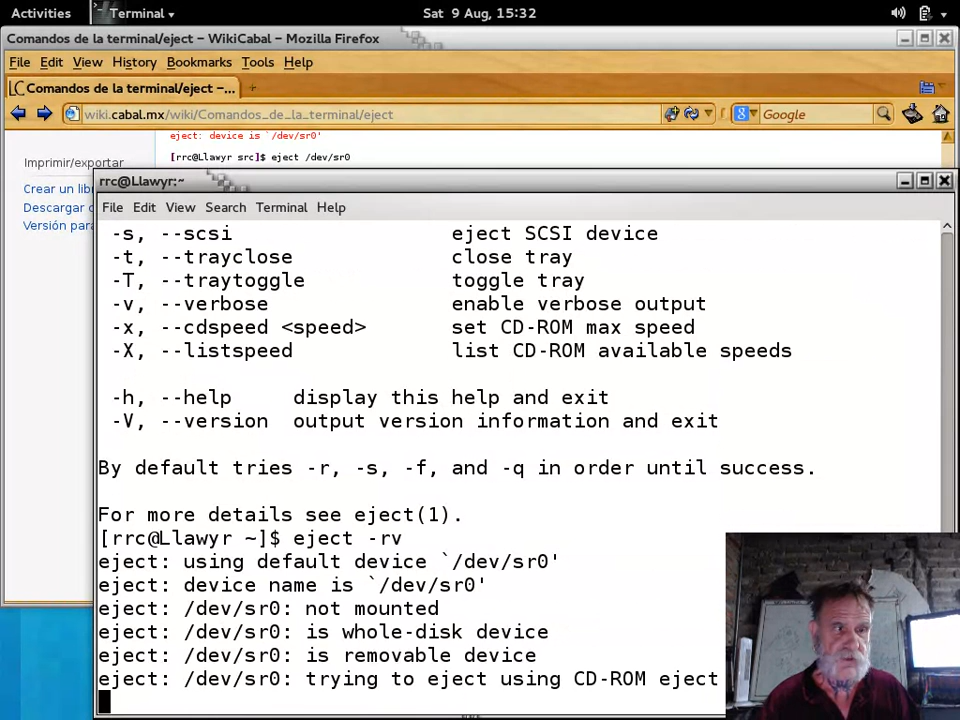 Activities
Terminal
Sat 9 Aug, 15:32
Comandos de la terminal/eject – WikiCabal – Mozilla Firefox
File Edit View History Bookmarks Tools Help
Comandos de la terminal/eject –...
wiki.cabal.mx/wiki/Comandos_de_la_terminal/eject
Google
eject: device is `/dev/sr0'
Imprimir/exportar
[rrc@Llawyr src]$ eject /dev/sr0
Crear un lib
Descargar c
Versión para
rrc@Llawyr:~
File Edit View Search Terminal Help
-s, --scsi eject SCSI device
-t, --trayclose close tray
-T, --traytoggle toggle tray
-v, --verbose enable verbose output
-x, --cdspeed <speed> set CD-ROM max speed
-X, --listspeed list CD-ROM available speeds
-h, --help display this help and exit
-V, --version output version information and exit
By default tries -r, -s, -f, and -q in order until success.
For more details see eject(1).
[rrc@Llawyr ~]$ eject -rv
eject: using default device `/dev/sr0'
eject: device name is `/dev/sr0'
eject: /dev/sr0: not mounted
eject: /dev/sr0: is whole-disk device
eject: /dev/sr0: is removable device
eject: /dev/sr0: trying to eject using CD-ROM eject